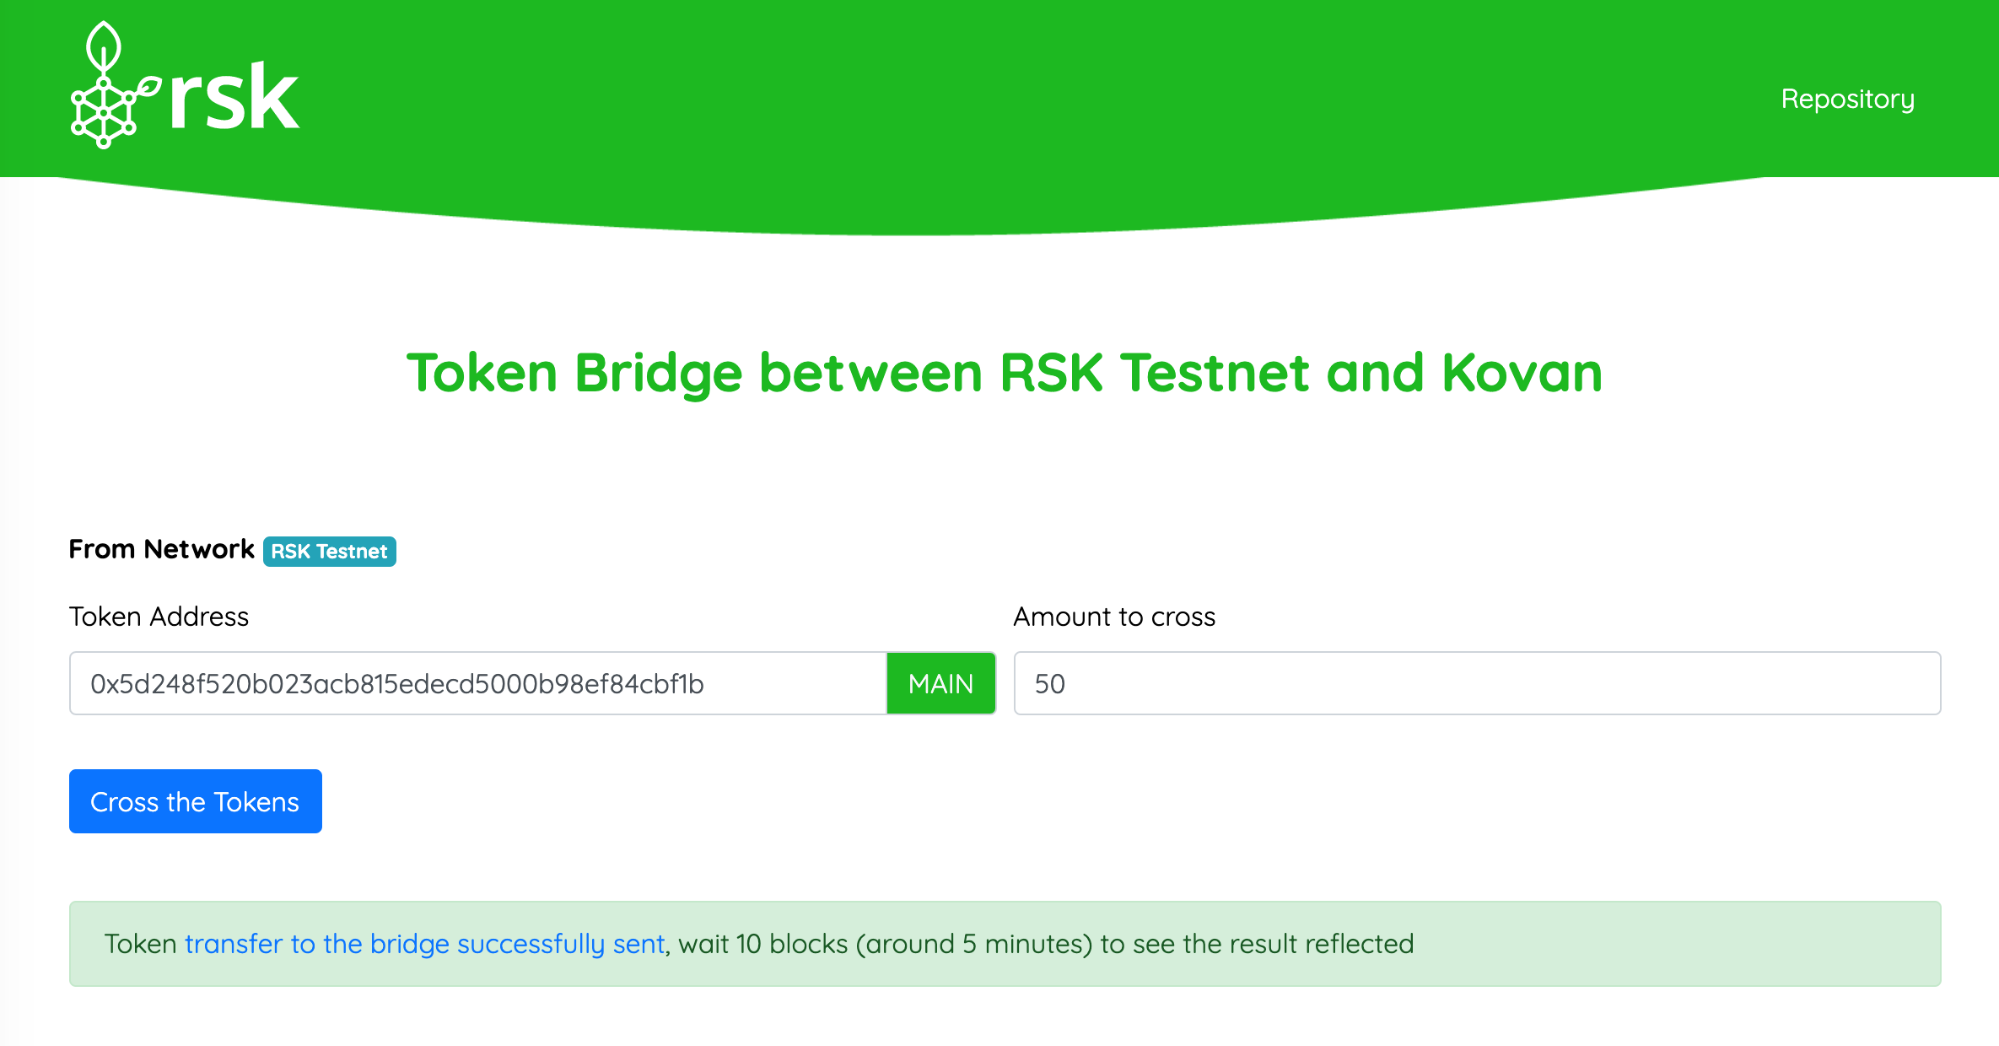 rsk
Repository
Token Bridge between RSK Testnet and Kovan
From Network RSK Testnet
Token Address
Amount to cross
0x5d248f520b023acb815edecd5000b98ef84cbf1b MAIN
50
Cross the Tokens
Token transfer to the bridge successfully sent, wait 10 blocks (around 5 minutes) to see the result reflected